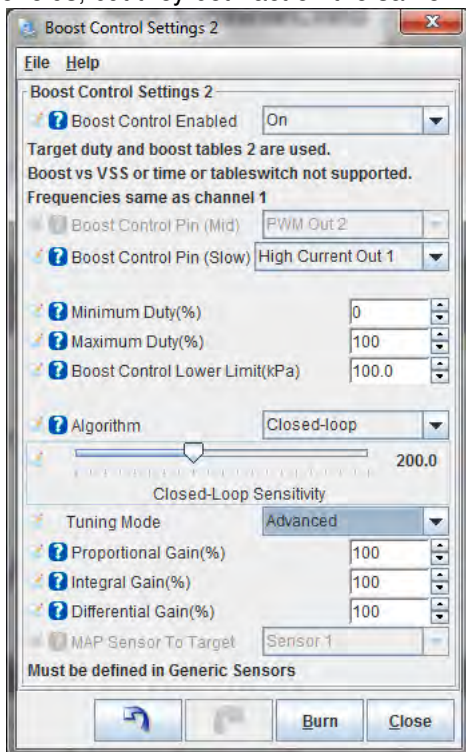 Boost Control Settings 2
File Help
Boost Control Settings 2
Boost Control Enabled On
Target duty and boost tables 2 are used.
Boost vs VSS or time or tableswitch not supported.
Frequencies same as channel 1
Boost Control Pin (Mid) PWM Out 2
Boost Control Pin (Slow) High Current Out 1
Minimum Duty(%) 0
Maximum Duty(%) 100
Boost Control Lower Limit(kPa) 100.0
Algorithm Closed-loop
200.0
Closed-Loop Sensitivity
Tuning Mode Advanced
Proportional Gain(%) 100
Integral Gain(%) 100
Differential Gain(%) 100
MAP Sensor To Target Sensor 1
Must be defined in Generic Sensors
Burn Close